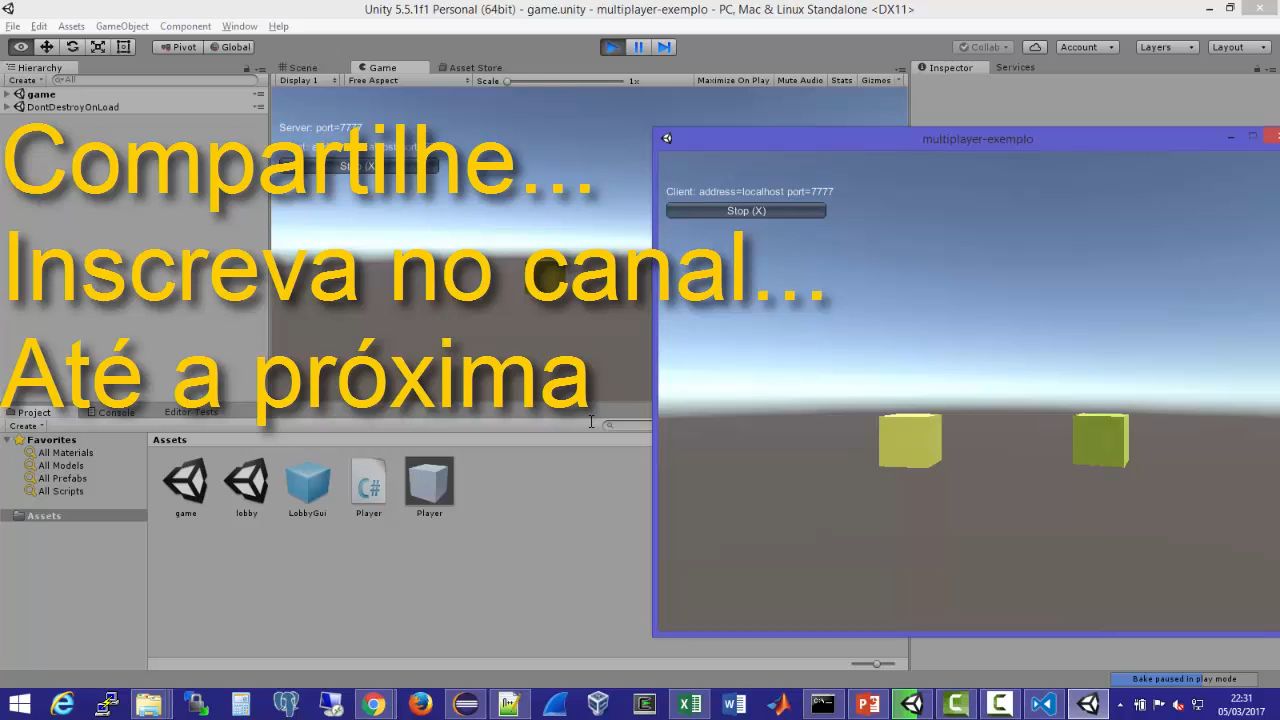 Unity 5.5.1f1 Personal (64bit) - game.unity - multiplayer-exemplo - PC, Mac & Linux Standalone <DX11>
File Edit Assets GameObject Component Window Help
Pivot Global Collab Account Layers Layout
Hierarchy Scene Game Asset Store Inspector Services
Create All Display 1 Free Aspect Scale 1x Maximize On Play Mute Audio Stats Gizmos
game
DontDestroyOnLoad
Server: port=7777
multiplayer-exemplo
Client: address=localhost port=7777
Stop (X)
Compartilhe...
Inscreva no canal...
Até a próxima
Project Console Editor Tests
Create
Favorites
All Materials
All Models
All Prefabs
All Scripts
Assets
Assets
C#
game lobby LobbyGui Player Player
Bake paused in play mode
22:31
05/03/2017